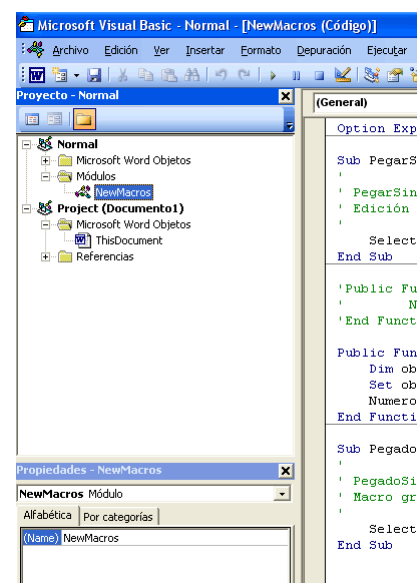 Microsoft Visual Basic - Normal - [NewMacros (Código)]
Archivo Edición Ver Insertar Formato Depuración Ejecutar
Proyecto - Normal
Normal
Microsoft Word Objetos
Módulos
NewMacros
Project (Documento1)
Microsoft Word Objetos
ThisDocument
Referencias
Propiedades - NewMacros
NewMacros Módulo
Alfabética Por categorías
(Name) NewMacros
(General)
Option Exp
Sub PegarS
'
' PegarSin
' Edición
'
Select
End Sub
'Public Fu
' N
'End Funct
Public Fun
Dim ob
Set ob
Numero
End Functi
Sub Pegado
'
' PegadoSi
' Macro gr
'
Select
End Sub